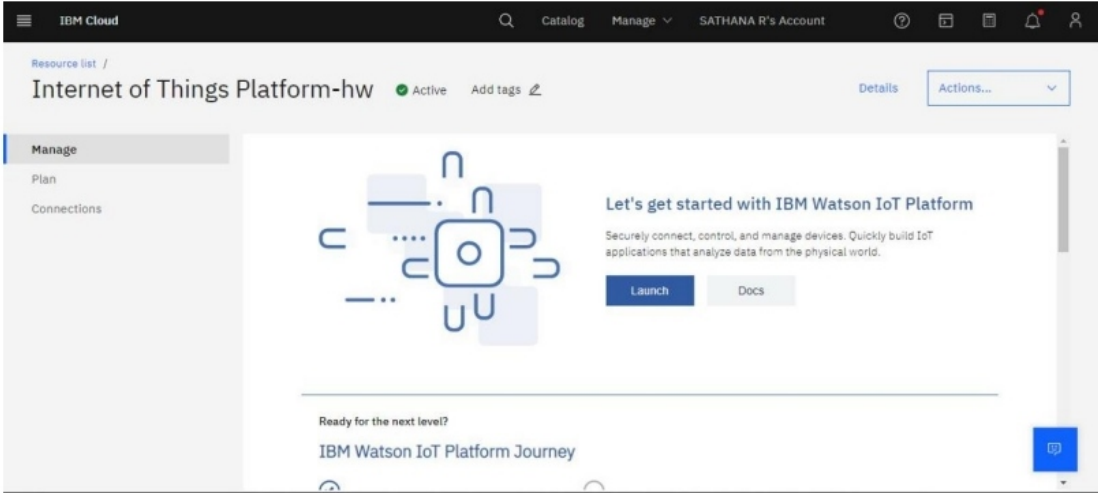 IBM Cloud
Catalog Manage SATHANA R's Account
Resource list /
Internet of Things Platform-hw Active Add tags
Details Actions...
Manage
Plan
Connections
Let's get started with IBM Watson IoT Platform
Securely connect, control, and manage devices. Quickly build IoT
applications that analyze data from the physical world.
Launch Docs
Ready for the next level?
IBM Watson IoT Platform Journey